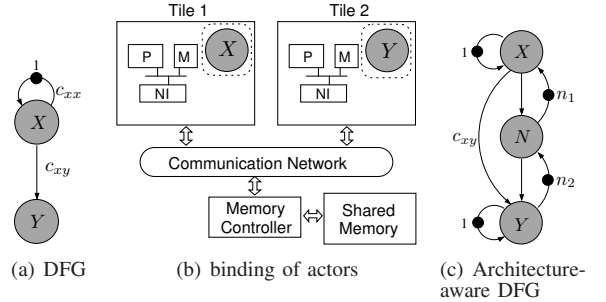 Tile 1
Tile 2
1
c_xx
X
c_xy
Y
P
M
X
NI
P
M
Y
NI
Communication Network
Memory
Controller
Shared
Memory
1
X
n_1
c_xy
N
n_2
1
Y
(a) DFG
(b) binding of actors
(c) Architecture-
aware DFG